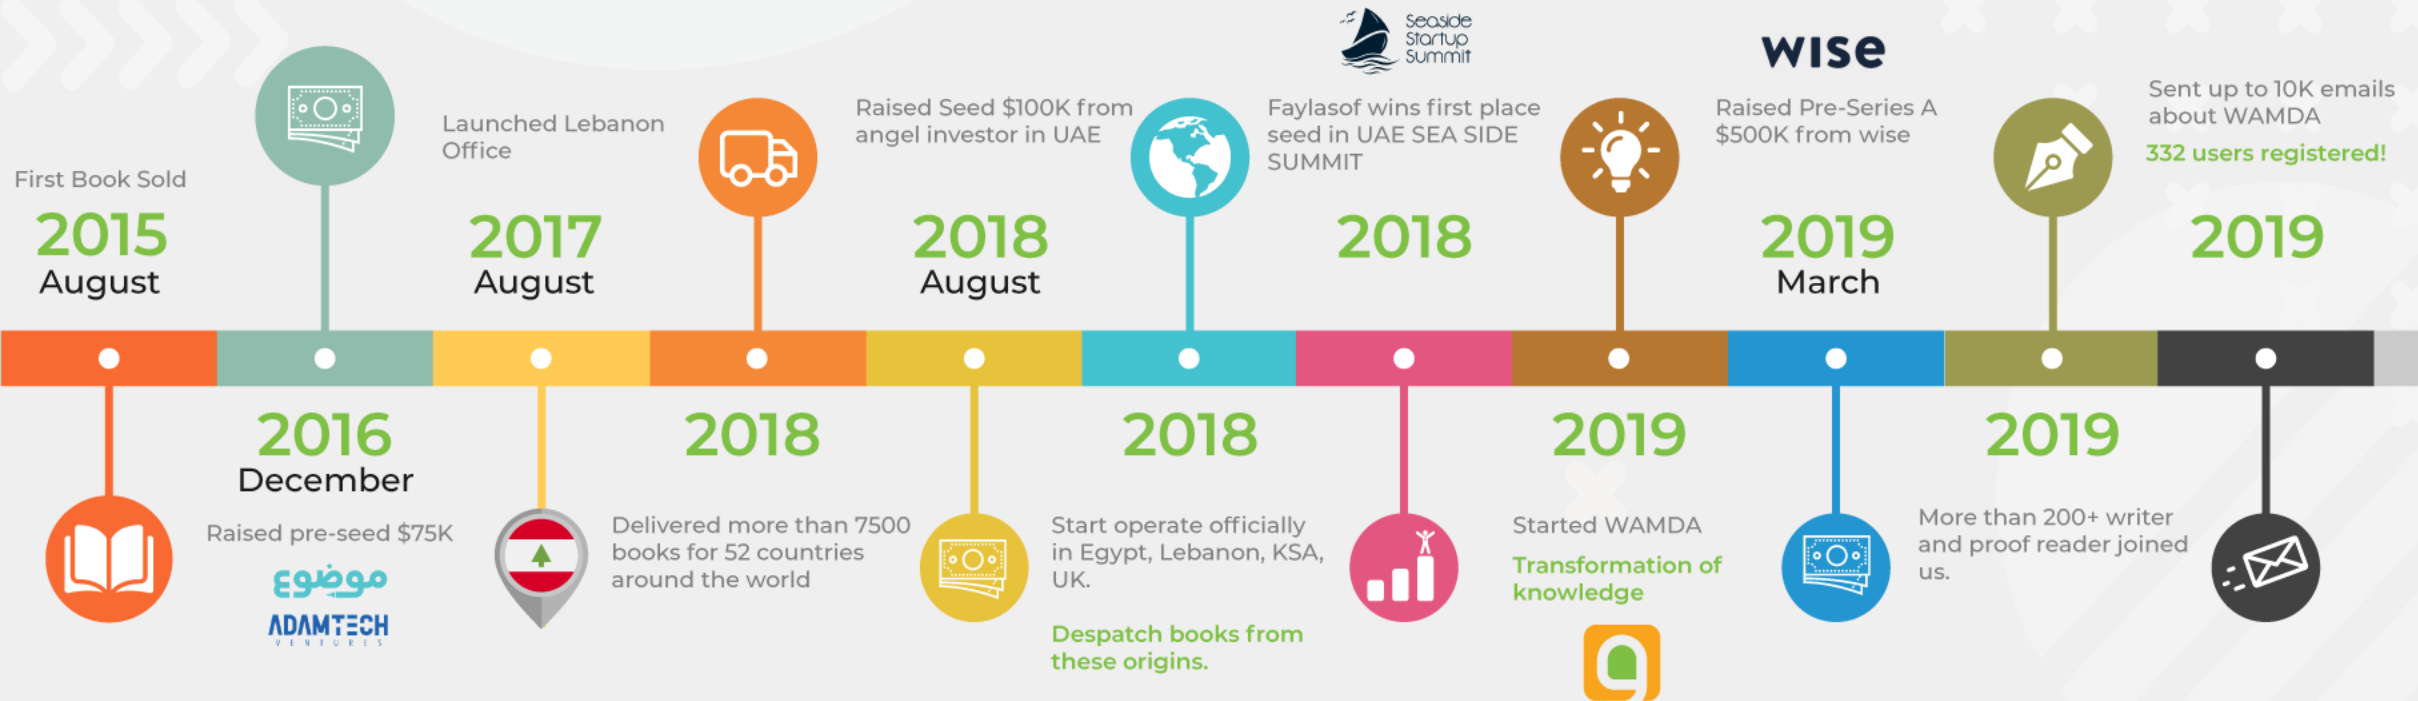 First Book Sold
2015
August
2016
December
Raised pre-seed $75K
موضوع
ADAMTECH
VENTURES
Launched Lebanon
Office
2017
August
2018
Delivered more than 7500
books for 52 countries
around the world
Raised Seed $100K from
angel investor in UAE
2018
August
2018
Start operate officially
in Egypt, Lebanon, KSA,
UK.
Despatch books from
these origins.
Seaside
Startup
Summit
Faylasof wins first place
seed in UAE SEA SIDE
SUMMIT
2018
2019
Started WAMDA
Transformation of
knowledge
wise
Raised Pre-Series A
$500K from wise
2019
March
2019
More than 200+ writer
and proof reader joined
us.
Sent up to 10K emails
about WAMDA
332 users registered!
2019